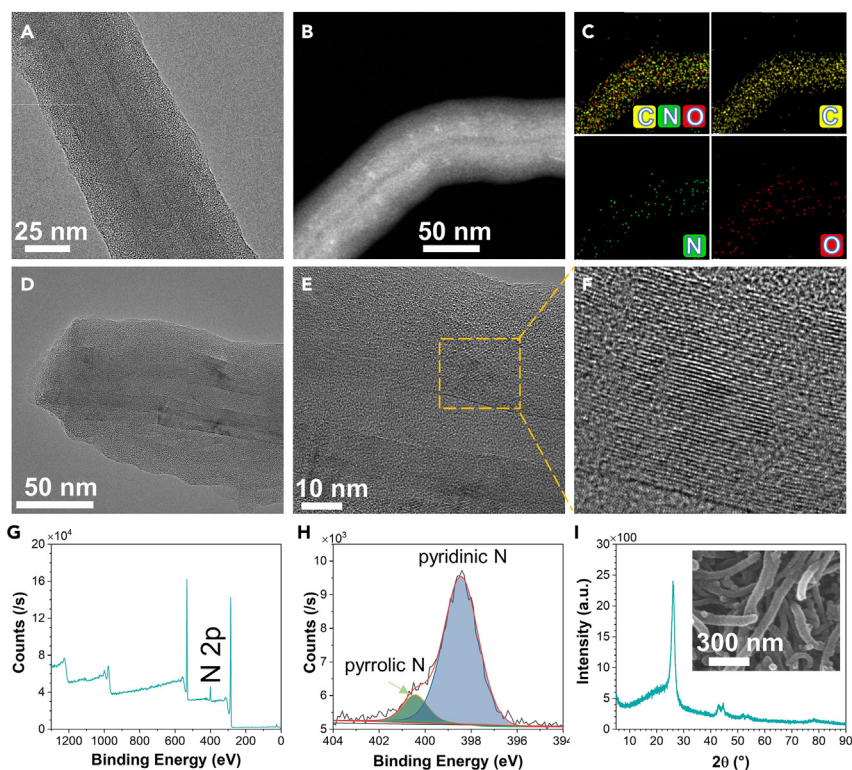 A
25 nm
B
50 nm
C
C N O
C
N
O
D
50 nm
E
10 nm
F
G
×10⁴
20
16
12
8
4
0
Counts (/s)
N 2p
1200 1000 800 600 400 200 0
Binding Energy (eV)
H
×10³
10
9
8
7
6
5
Counts (/s)
pyridinic N
pyrrolic N
404 402 400 398 396 394
Binding Energy (eV)
I
×100
30
25
20
15
10
5
0
Intensity (a.u.)
300 nm
10 20 30 40 50 60 70 80 90
2θ (º)